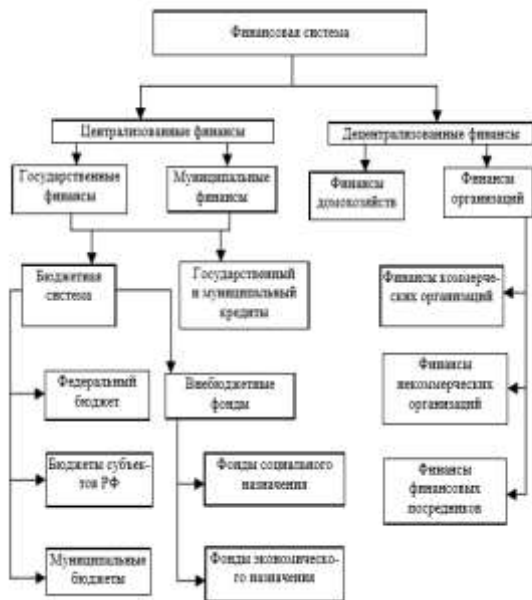 Финансовая система
Централизованные финансы
Децентрализованные финансы
Государственные
финансы
Муниципальные
финансы
Финансы
домохозяйств
Финансы
организаций
Бюджетная
система
Государственный
и муниципальный
кредиты
Финансы коммерче-
ских организаций
Федеральный
бюджет
Внебюджетные
фонды
Финансы
некоммерческих
организаций
Бюджеты субъек-
тов РФ
Фонды социального
назначения
Финансы
финансовых
посредников
Муниципальные
бюджеты
Фонды экономическо-
го назначения